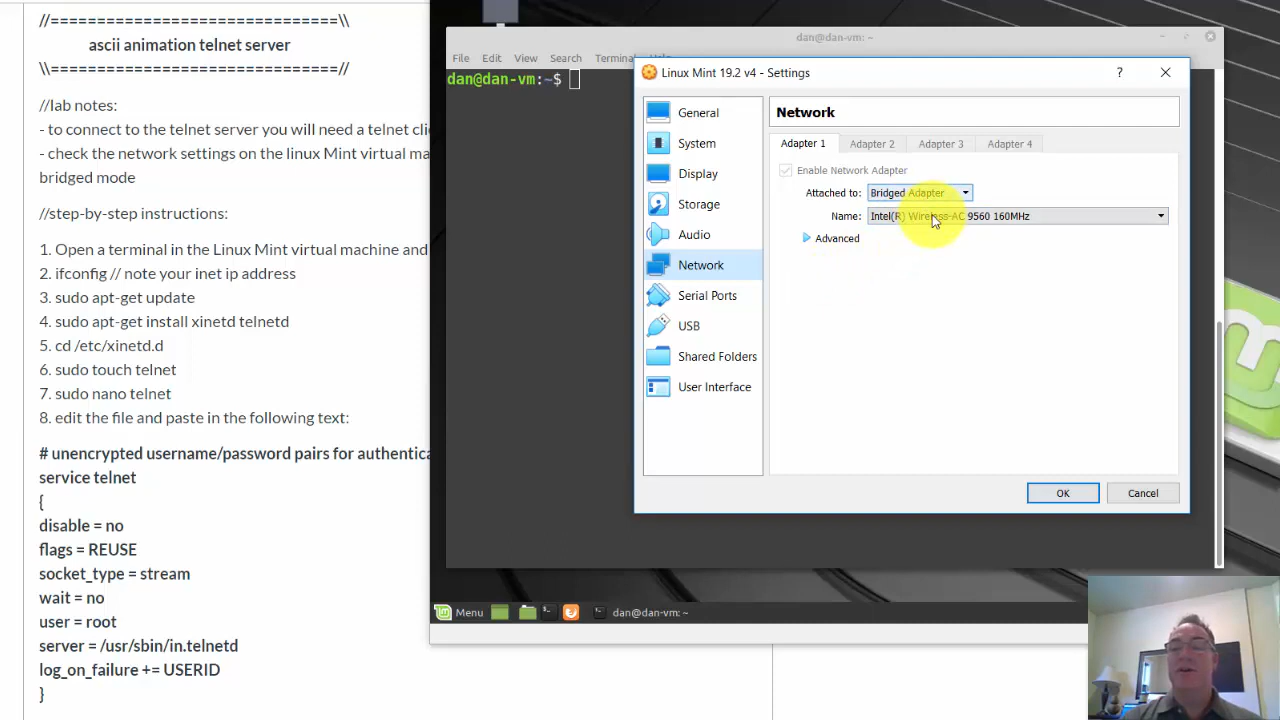 //===============================\\
ascii animation telnet server
\\===============================//
//lab notes:
- to connect to the telnet server you will need a telnet
- check the network settings on the linux Mint virtual
bridged mode
//step-by-step instructions:
1. Open a terminal in the Linux Mint virtual machine and
2. ifconfig // note your inet ip address
3. sudo apt-get update
4. sudo apt-get install xinetd telnetd
5. cd /etc/xinetd.d
6. sudo touch telnet
7. sudo nano telnet
8. edit the file and paste in the following text:
# unencrypted username/password pairs for
service telnet
{
disable = no
flags = REUSE
socket_type = stream
wait = no
user = root
server = /usr/sbin/in.telnetd
log_on_failure += USERID
}
dan@dan-vm: ~
File Edit View Search Terminal Help
dan@dan-vm:~$
Linux Mint 19.2 v4 - Settings
?
General
System
Display
Storage
Audio
Network
Serial Ports
USB
Shared Folders
User Interface
Network
Adapter 1 Adapter 2 Adapter 3 Adapter 4
Enable Network Adapter
Attached to: Bridged Adapter
Name: Intel(R) Wireless-AC 9560 160MHz
Advanced
OK Cancel
Menu
dan@dan-vm: ~